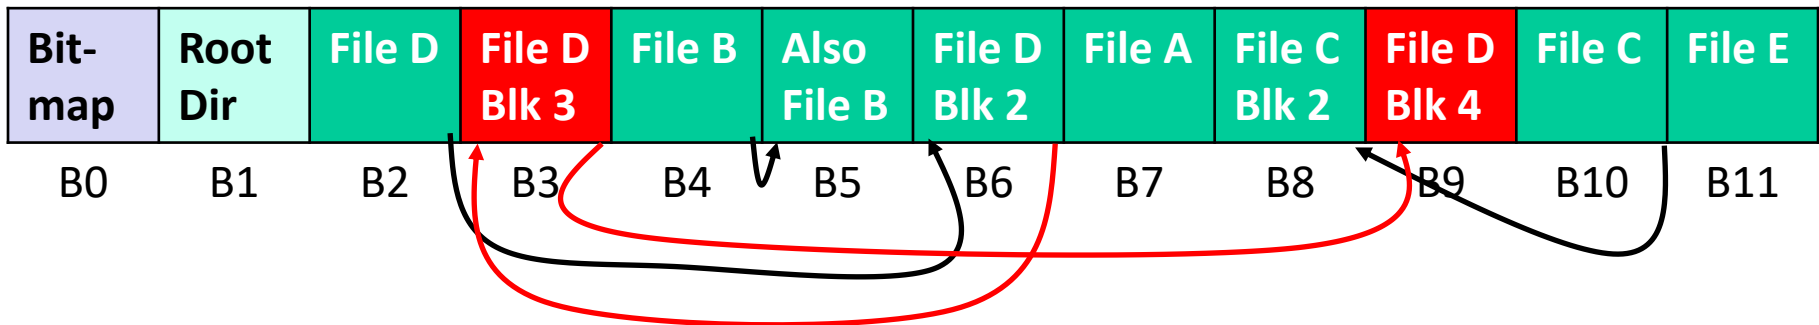 Bit-
map
Root
Dir
File D
File D
Blk 3
File B
Also
File B
File D
Blk 2
File A
File C
Blk 2
File D
Blk 4
File C
File E
B0 B1 B2 B3 B4 B5 B6 B7 B8 B9 B10 B11